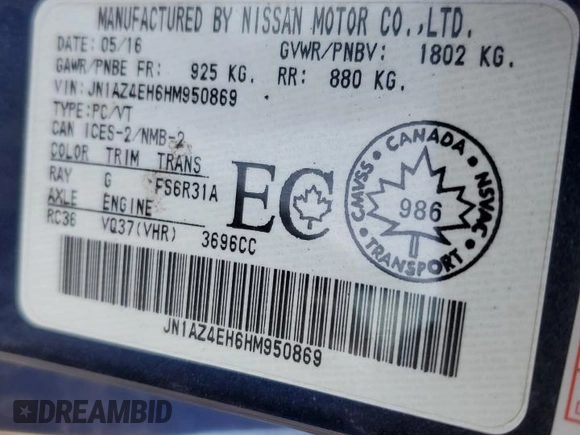 MANUFACTURED BY NISSAN MOTOR CO.,LTD.
DATE: 05/16 GVWR/PNBV: 1802 KG.
GAWR/PNBE FR: 925 KG. RR: 880 KG.
VIN: JN1AZ4EH6HM950869
TYPE:PC/VT
CAN ICES-2/NMB-2
COLOR TRIM TRANS
RAY G FS6R31A
AXLE ENGINE
RC36 VQ37(VHR) 3696CC
EC
CANADA
CMVSS
NSVAC
986
TRANSPORT
JN1AZ4EH6HM950869
DREAMBID